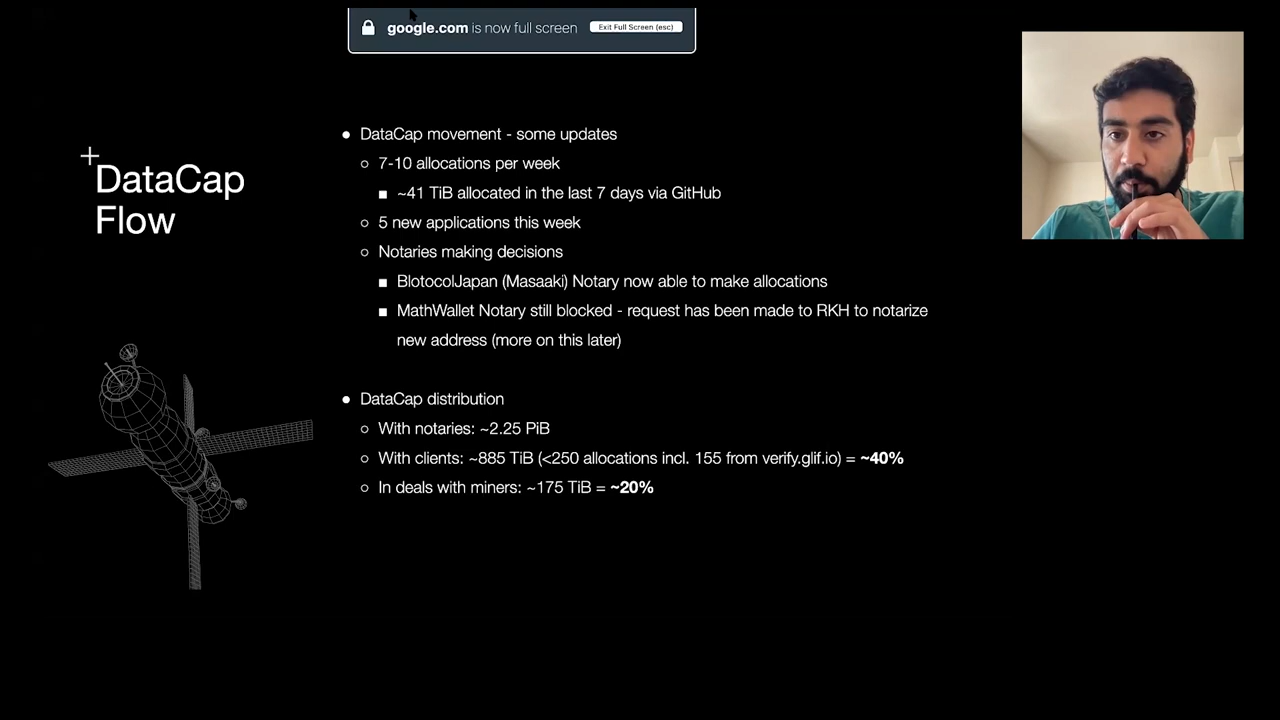 google.com is now full screen Exit Full Screen (esc)
DataCap
Flow
● DataCap movement - some updates
○ 7-10 allocations per week
■ ~41 TiB allocated in the last 7 days via GitHub
○ 5 new applications this week
○ Notaries making decisions
■ BlotocolJapan (Masaaki) Notary now able to make allocations
■ MathWallet Notary still blocked - request has been made to RKH to notarize
new address (more on this later)
● DataCap distribution
○ With notaries: ~2.25 PiB
○ With clients: ~885 TiB (<250 allocations incl. 155 from verify.glif.io) = ~40%
○ In deals with miners: ~175 TiB = ~20%